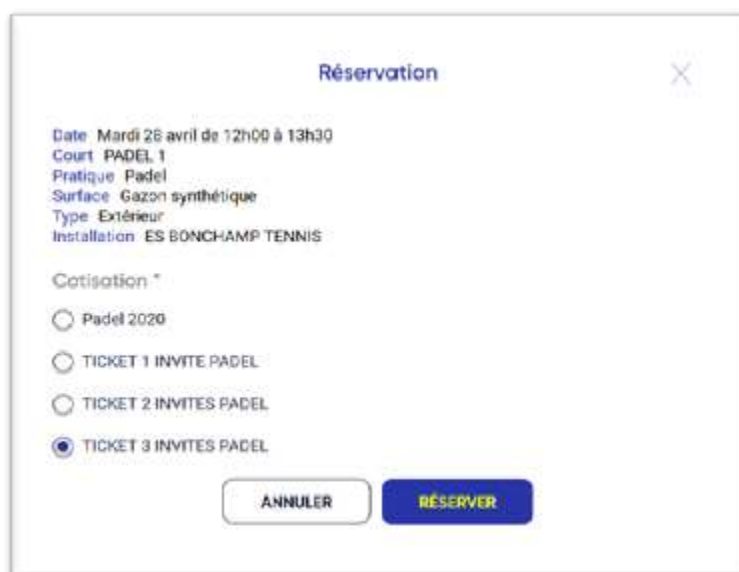 Réservation
Date Mardi 28 avril de 12h00 à 13h30
Court PADEL 1
Pratique Padel
Surface Gazon synthétique
Type Extérieur
Installation ES BONCHAMP TENNIS
Cotisation *
Padel 2020
TICKET 1 INVITE PADEL
TICKET 2 INVITES PADEL
TICKET 3 INVITES PADEL
ANNULER RÉSERVER